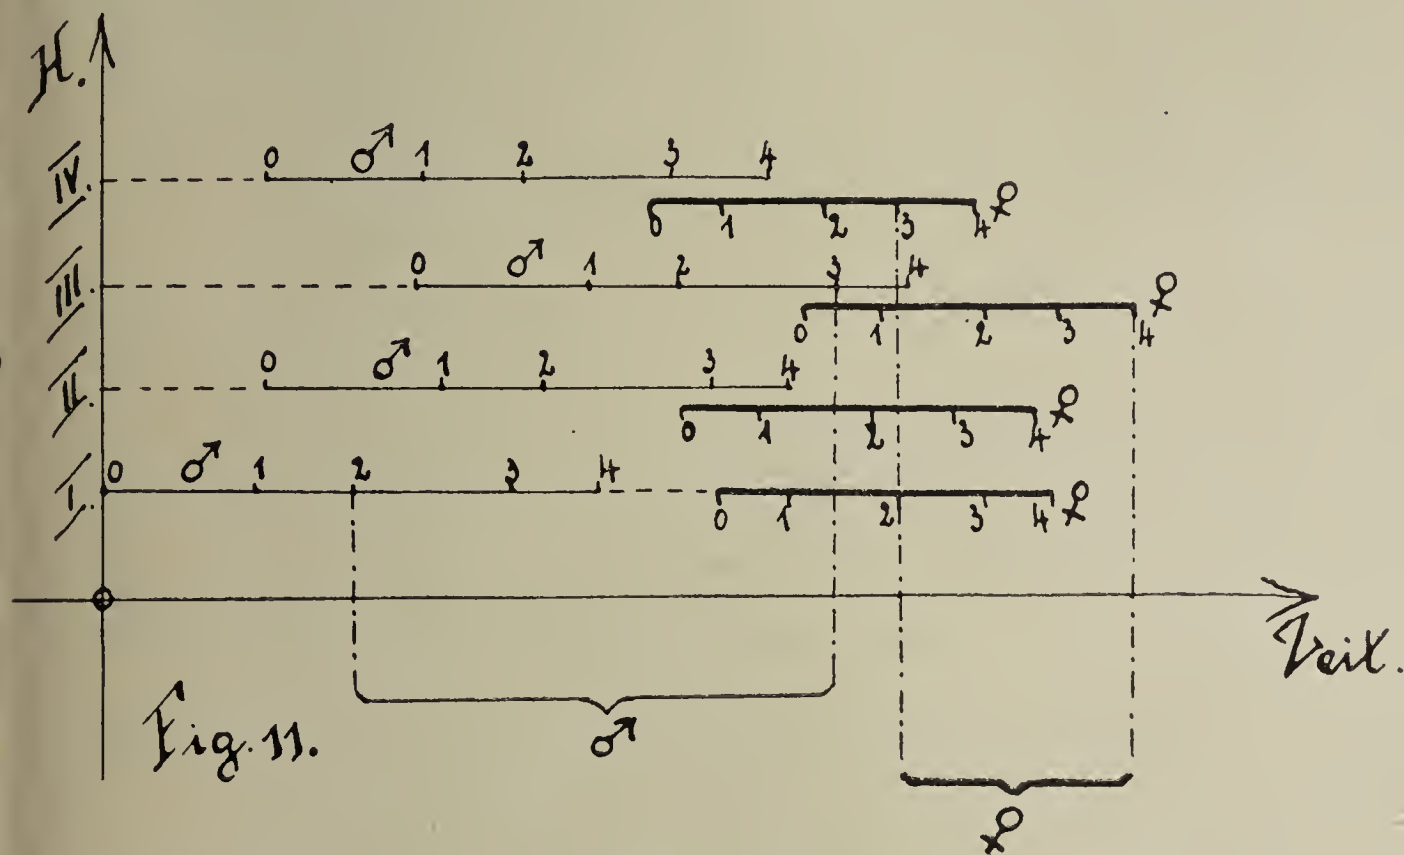 H.
IV. 0 ♂ 1 2 3 4
0 1 2 3 4 ♀
III. 0 ♂ 1 2 3 4
0 1 2 3 4 ♀
II. 0 ♂ 1 2 3 4
0 1 2 3 4 ♀
I. 0 ♂ 1 2 3 4
0 1 2 3 4 ♀
Zeit.
Fig. 11.
♂
♀